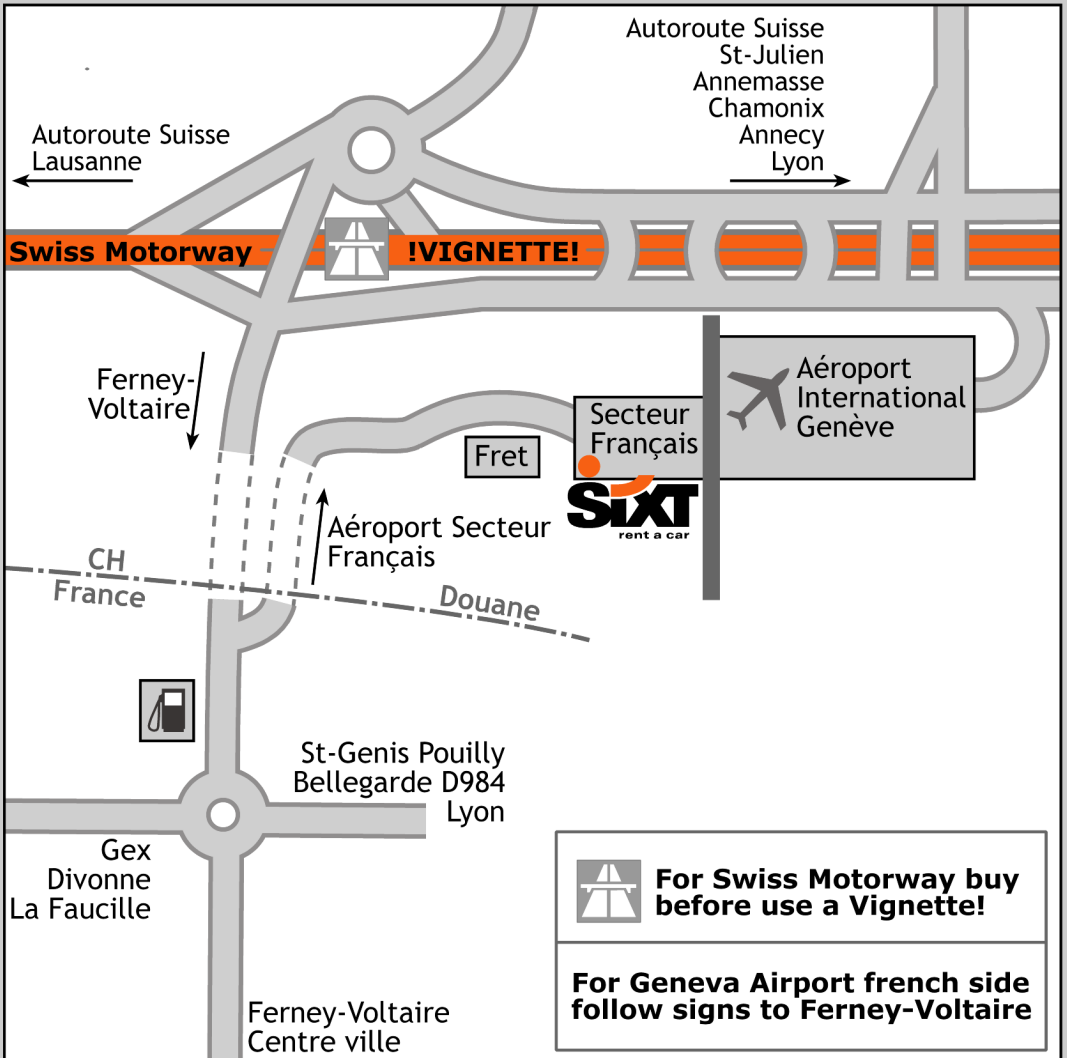 Autoroute Suisse
St-Julien
Annemasse
Chamonix
Annecy
Lyon
Autoroute Suisse
Lausanne
Swiss Motorway
!VIGNETTE!
Ferney-
Voltaire
Aéroport
International
Genève
Secteur
Français
Fret
SIXT
rent a car
Aéroport Secteur
Français
CH
France
Douane
St-Genis Pouilly
Bellegarde D984
Lyon
Gex
Divonne
La Faucille
For Swiss Motorway buy
before use a Vignette!
For Geneva Airport french side
follow signs to Ferney-Voltaire
Ferney-Voltaire
Centre ville